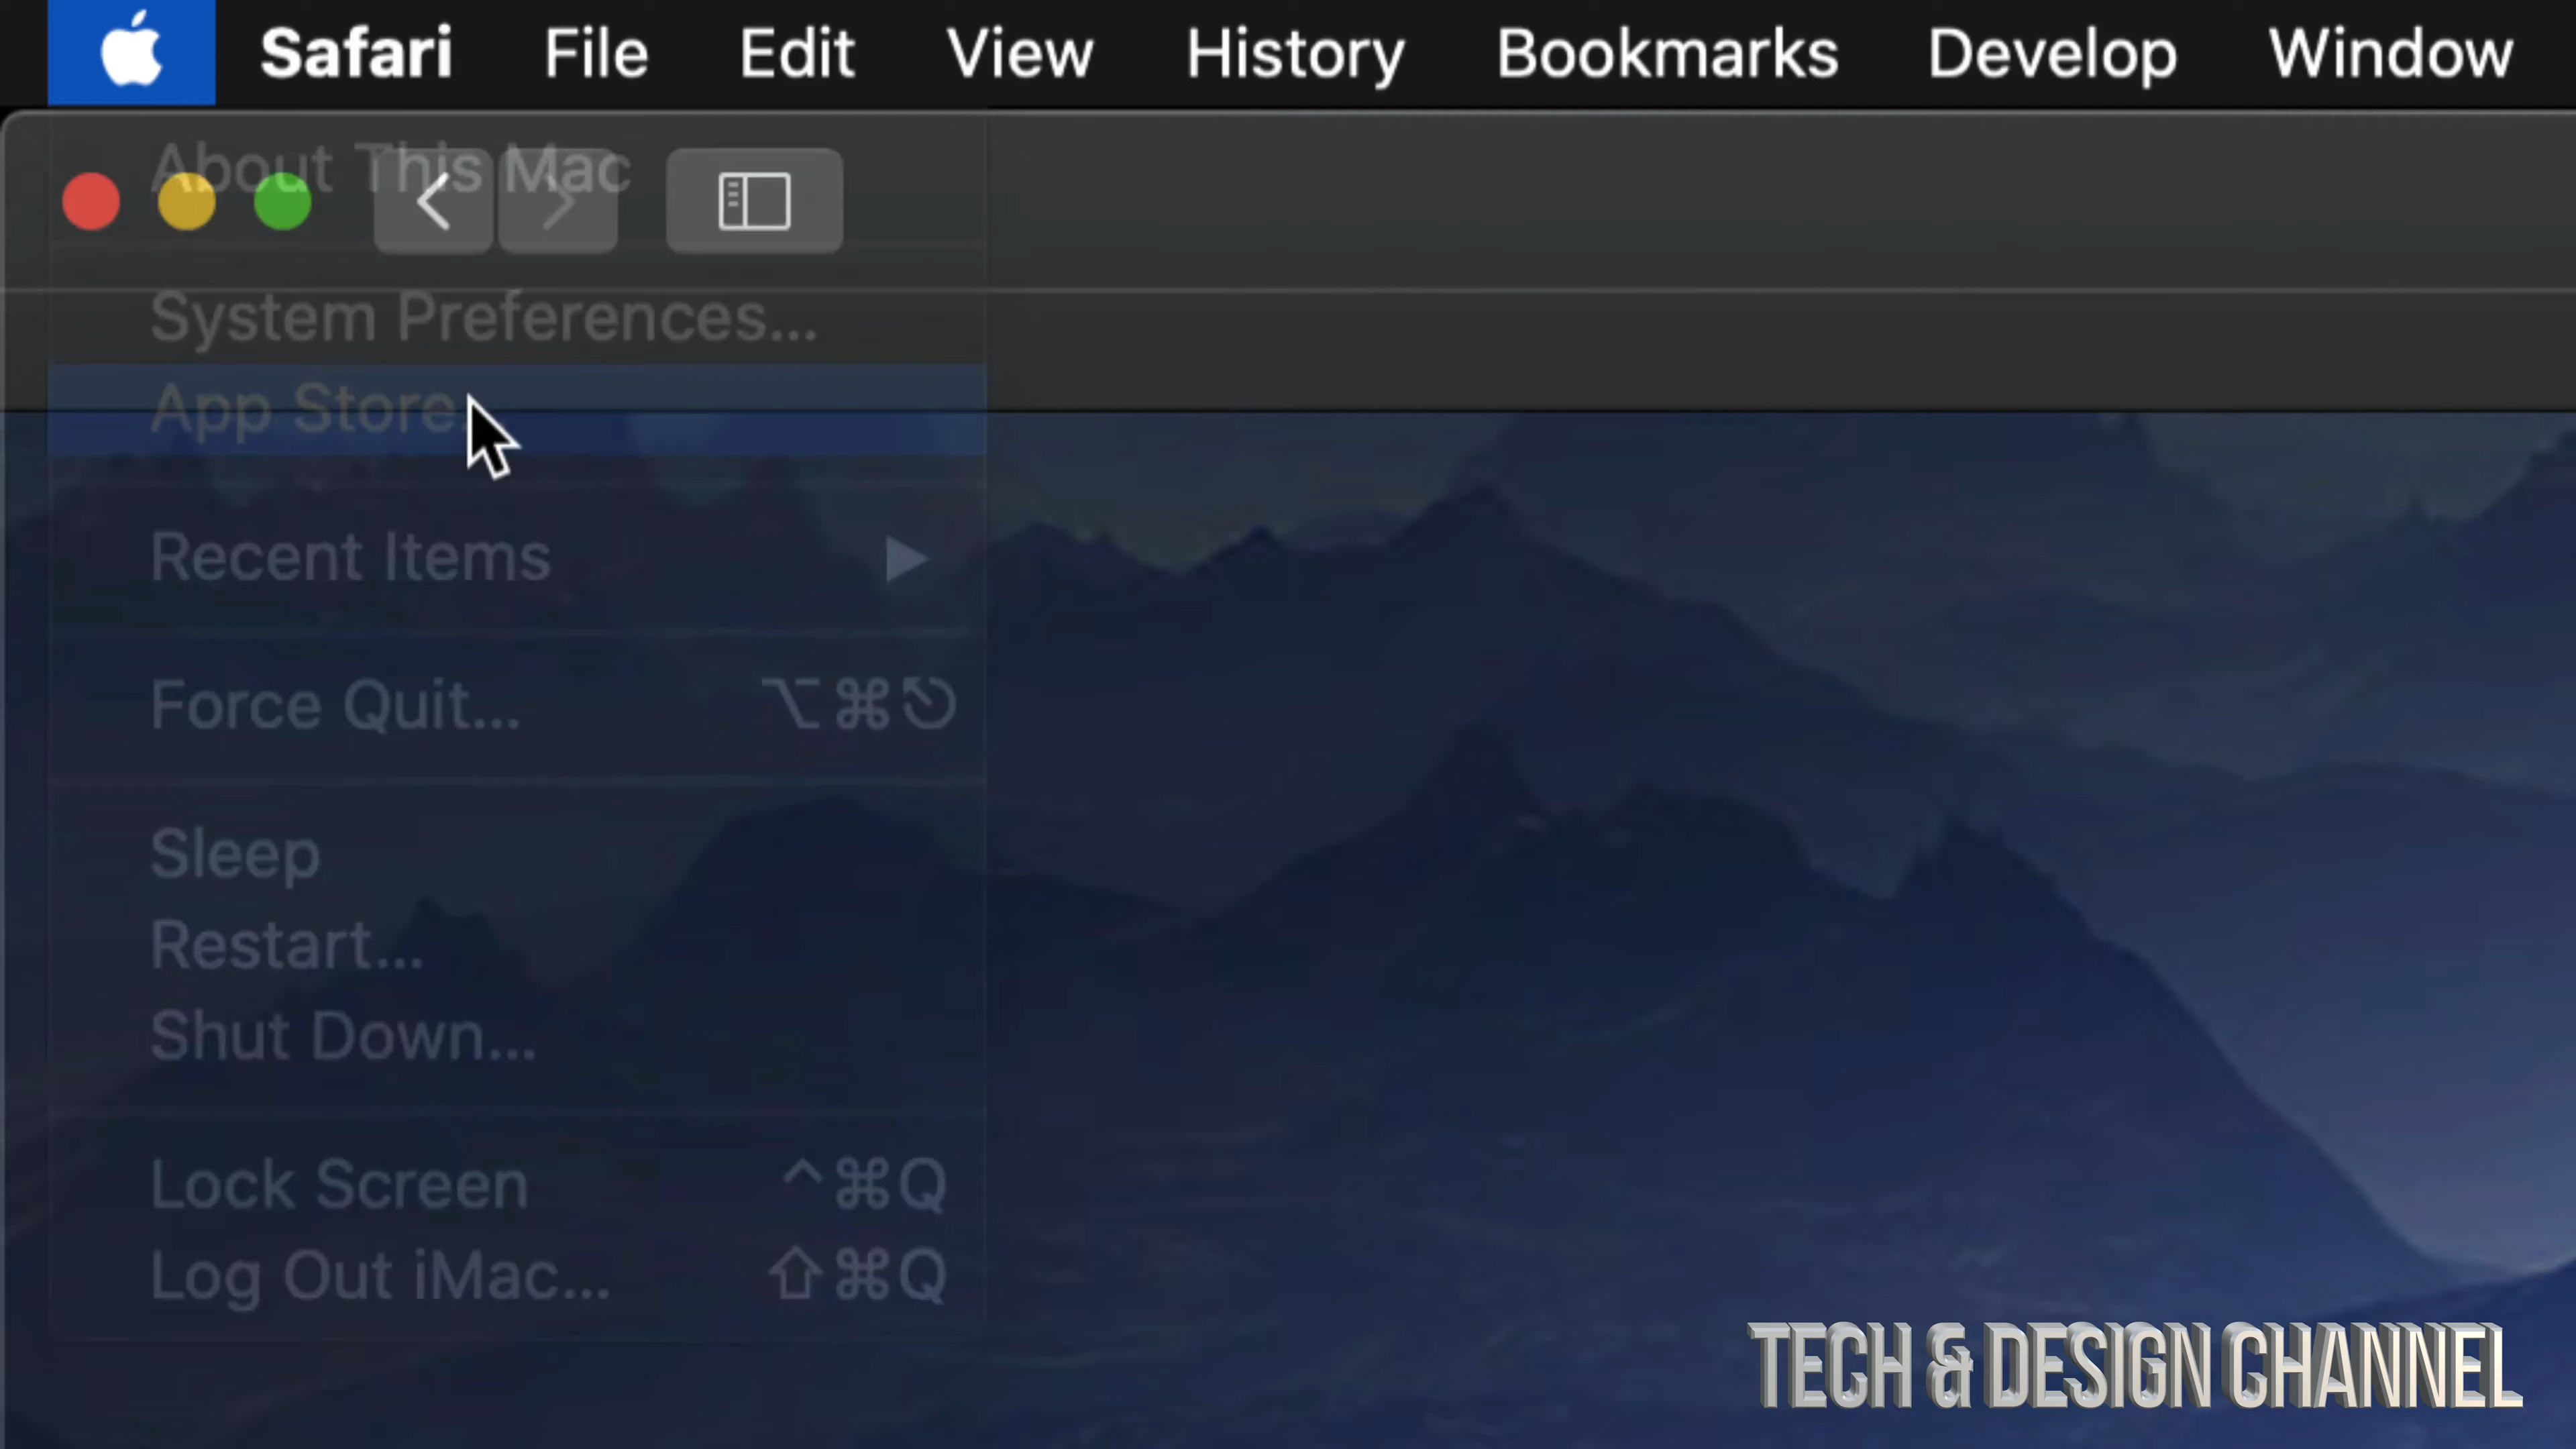 Safari File Edit View History Bookmarks Develop Window
About This Mac
System Preferences...
App Store.
Recent Items ▶
Force Quit... ⌥⌘⎋
Sleep
Restart...
Shut Down...
Lock Screen ^⌘Q
Log Out iMac... ⇧⌘Q
TECH & DESIGN CHANNEL